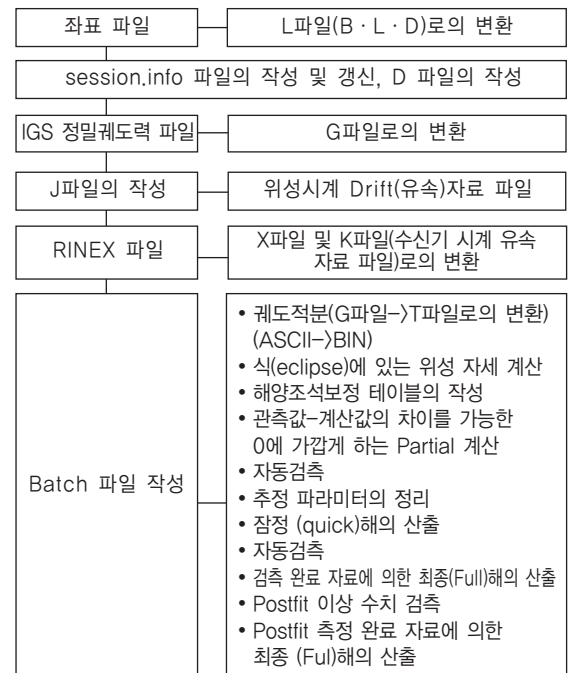 좌표 파일
L파일(B · L · D)로의 변환
session.info 파일의 작성 및 갱신, D 파일의 작성
IGS 정밀궤도력 파일
G파일로의 변환
J파일의 작성
위성시계 Drift(유속)자료 파일
RINEX 파일
X파일 및 K파일(수신기 시계 유속
자료 파일)로의 변환
Batch 파일 작성
• 궤도적분(G파일-〉T파일로의 변환)
(ASCII-〉BIN)
• 식(eclipse)에 있는 위성 자세 계산
• 해양조석보정 테이블의 작성
• 관측값-계산값의 차이를 가능한
0에 가깝게 하는 Partial 계산
• 자동검측
• 추정 파라미터의 정리
• 잠정 (quick)해의 산출
• 자동검측
• 검측 완료 자료에 의한 최종(Full)해의 산출
• Postfit 이상 수치 검측
• Postfit 측정 완료 자료에 의한
최종 (Ful)해의 산출